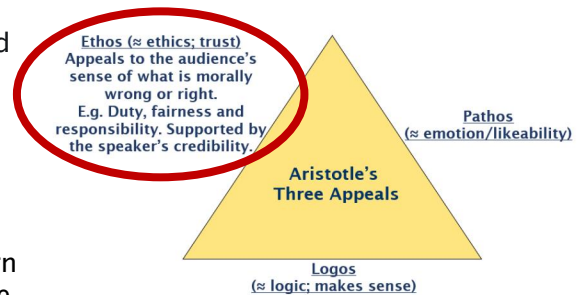 Ethos (≈ ethics; trust)
Appeals to the audience's
sense of what is morally
wrong or right.
E.g. Duty, fairness and
responsibility. Supported by
the speaker's credibility.
Pathos
(≈ emotion/likeability)
Aristotle's
Three Appeals
Logos
(≈ logic; makes sense)